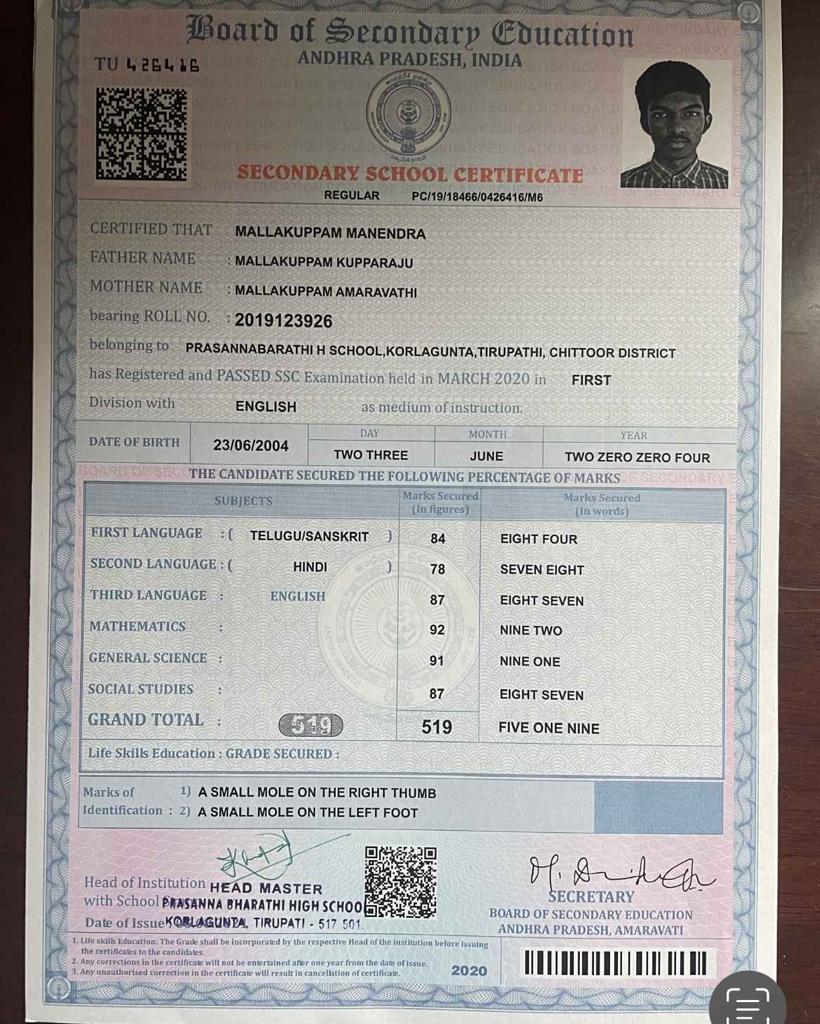 Board of Secondary Education
ANDHRA PRADESH, INDIA
TU 426416
SECONDARY SCHOOL CERTIFICATE
REGULAR PC/19/18466/0426416/M6
CERTIFIED THAT MALLAKUPPAM MANENDRA
FATHER NAME : MALLAKUPPAM KUPPARAJU
MOTHER NAME : MALLAKUPPAM AMARAVATHI
bearing ROLL NO. : 2019123926
belonging to PRASANNABARATHI H SCHOOL,KORLAGUNTA,TIRUPATHI, CHITTOOR DISTRICT
has Registered and PASSED SSC Examination held in MARCH 2020 in FIRST
Division with ENGLISH as medium of instruction.
DATE OF BIRTH 23/06/2004 DAY MONTH YEAR
TWO THREE JUNE TWO ZERO ZERO FOUR
THE CANDIDATE SECURED THE FOLLOWING PERCENTAGE OF MARKS
SUBJECTS Marks Secured (In figures) Marks Secured (In words)
FIRST LANGUAGE : ( TELUGU/SANSKRIT ) 84 EIGHT FOUR
SECOND LANGUAGE : ( HINDI ) 78 SEVEN EIGHT
THIRD LANGUAGE : ENGLISH 87 EIGHT SEVEN
MATHEMATICS : 92 NINE TWO
GENERAL SCIENCE : 91 NINE ONE
SOCIAL STUDIES : 87 EIGHT SEVEN
GRAND TOTAL : 519 519 FIVE ONE NINE
Life Skills Education : GRADE SECURED :
Marks of 1) A SMALL MOLE ON THE RIGHT THUMB
Identification : 2) A SMALL MOLE ON THE LEFT FOOT
Head of Institution HEAD MASTER
with School PRASANNA BHARATHI HIGH SCHOOL
Date of Issue KORLAGUNTA, TIRUPATI - 517 501.
SECRETARY
BOARD OF SECONDARY EDUCATION
ANDHRA PRADESH, AMARAVATI
1. Life skills Education: The Grade shall be incorporated by the respective Head of the institution before issuing
the certificates to the candidates.
2. Any corrections in the certificate will not be entertained after one year from the date of issue.
3. Any unauthorised correction in the certificate will result in cancellation of certificate.
2020